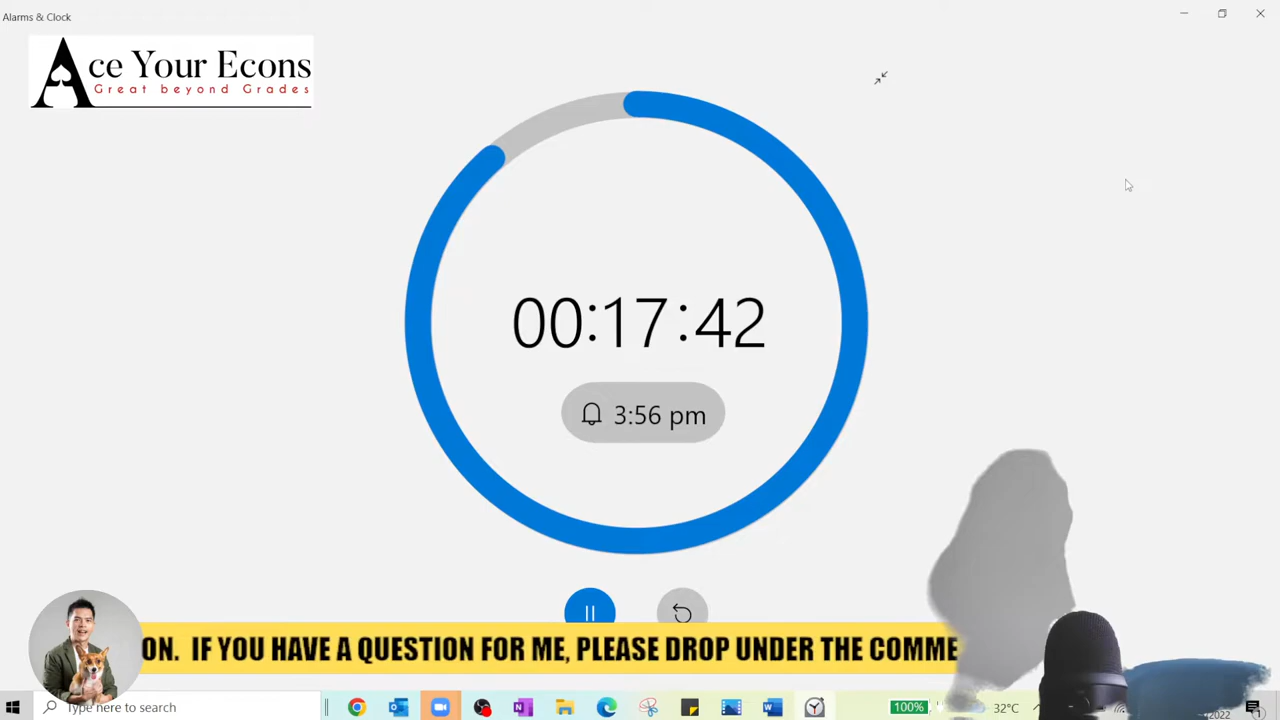 Alarms & Clock
Ace Your Econs
Great beyond Grades
00:17:42
3:56 pm
ON. IF YOU HAVE A QUESTION FOR ME, PLEASE DROP UNDER THE COMME
Type here to search
100%
32°C
2022